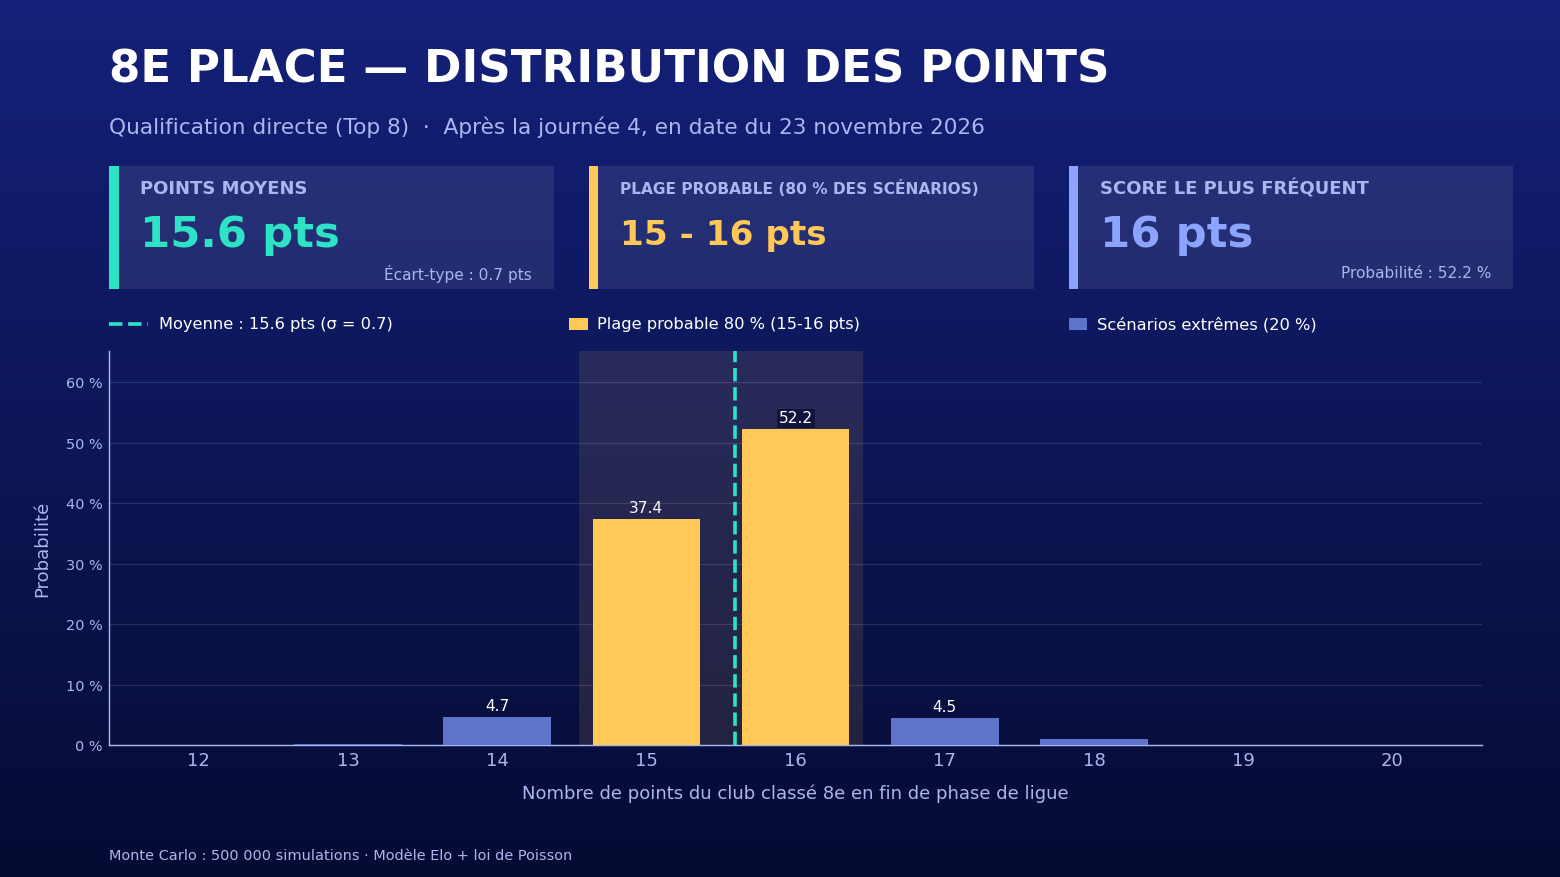 8E PLACE — DISTRIBUTION DES POINTS
Qualification directe (Top 8)  ·  Après la journée 4, en date du 23 novembre 2026
POINTS MOYENS
15.6 pts
Écart-type : 0.7 pts
PLAGE PROBABLE (80 % DES SCÉNARIOS)
15 - 16 pts
SCORE LE PLUS FRÉQUENT
16 pts
Probabilité : 52.2 %
Moyenne : 15.6 pts (σ = 0.7)
Plage probable 80 % (15-16 pts)
Scénarios extrêmes (20 %)
Probabilité
60 %
50 %
40 %
30 %
20 %
10 %
0 %
4.7
37.4
52.2
4.5
12 13 14 15 16 17 18 19 20
Nombre de points du club classé 8e en fin de phase de ligue
Monte Carlo : 500 000 simulations · Modèle Elo + loi de Poisson